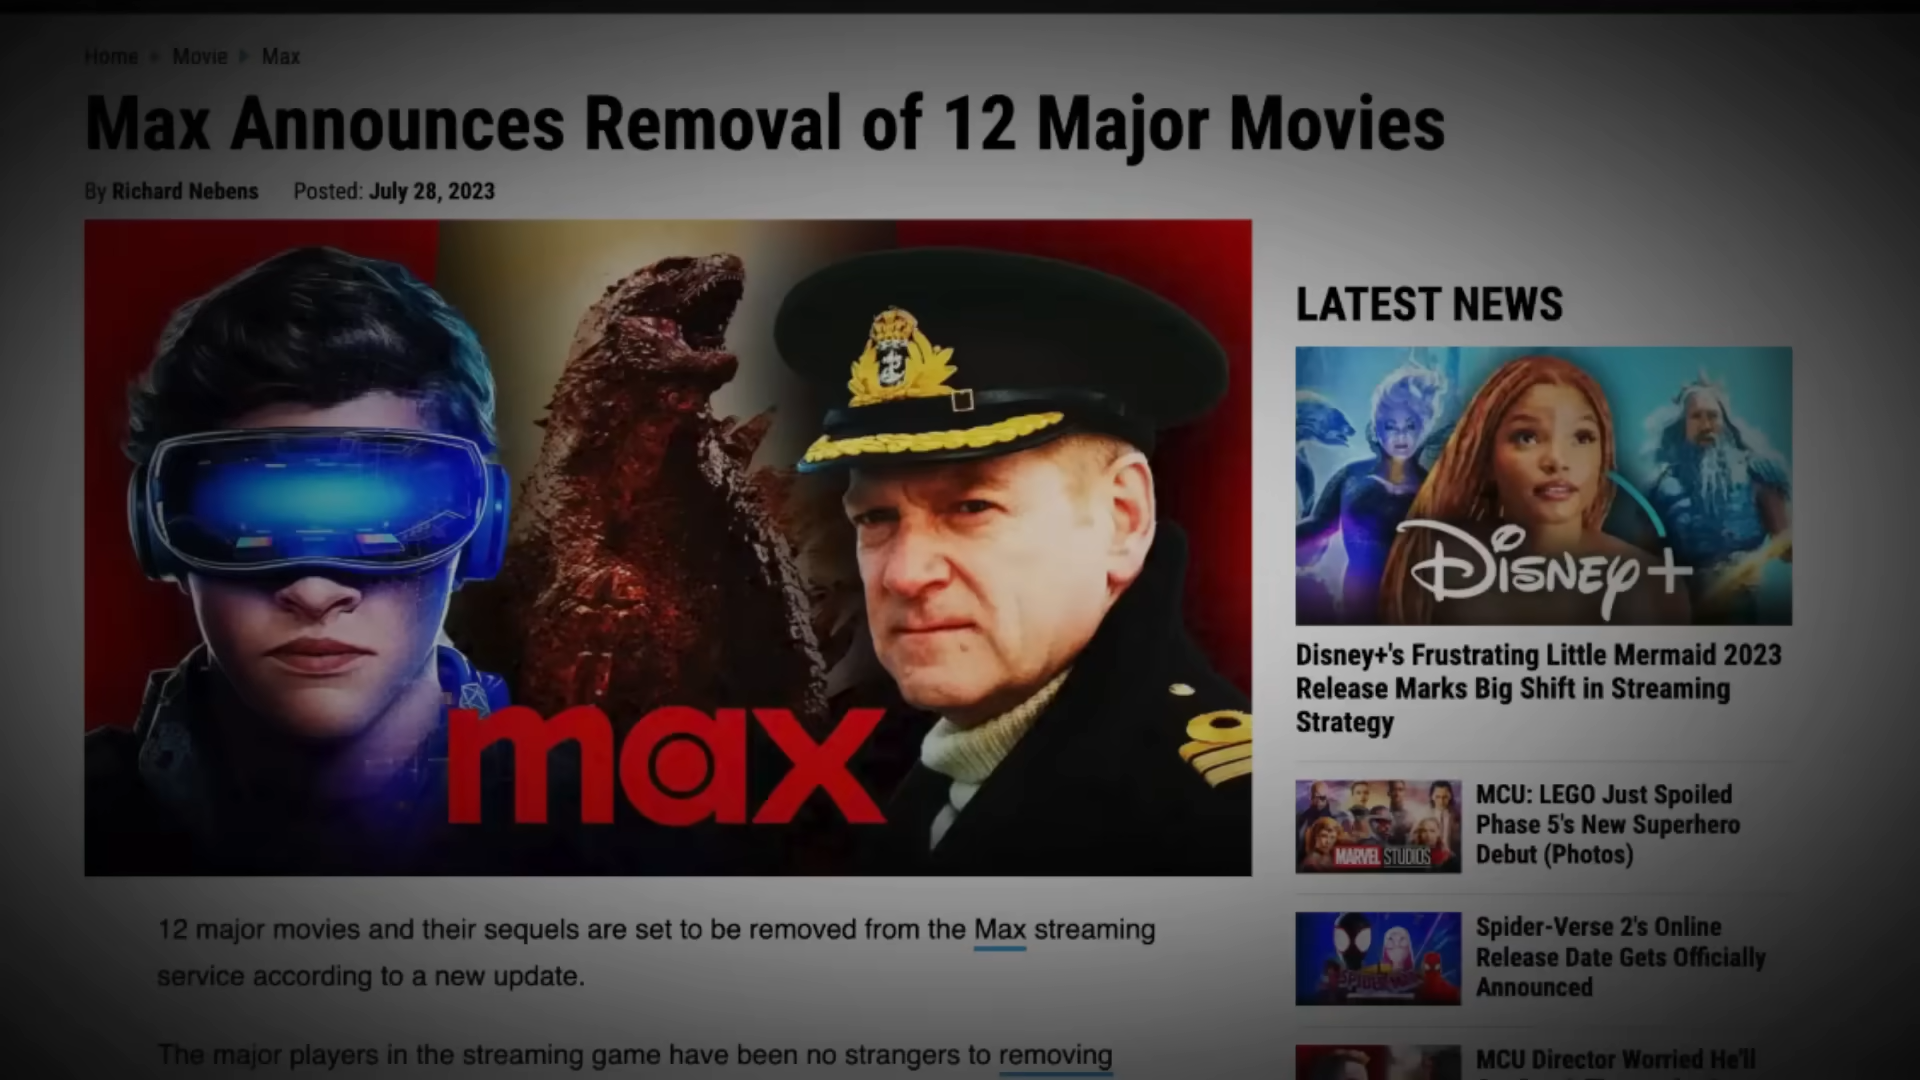 Home Movie Max
Max Announces Removal of 12 Major Movies
By Richard Nebens Posted: July 28, 2023
max
12 major movies and their sequels are set to be removed from the Max streaming
service according to a new update.
The major players in the streaming game have been no strangers to removing
LATEST NEWS
Disney+
Disney+'s Frustrating Little Mermaid 2023
Release Marks Big Shift in Streaming
Strategy
MARVEL STUDIOS
MCU: LEGO Just Spoiled
Phase 5's New Superhero
Debut (Photos)
Spider-Verse 2's Online
Release Date Gets Officially
Announced
MCU Director Worried He'll